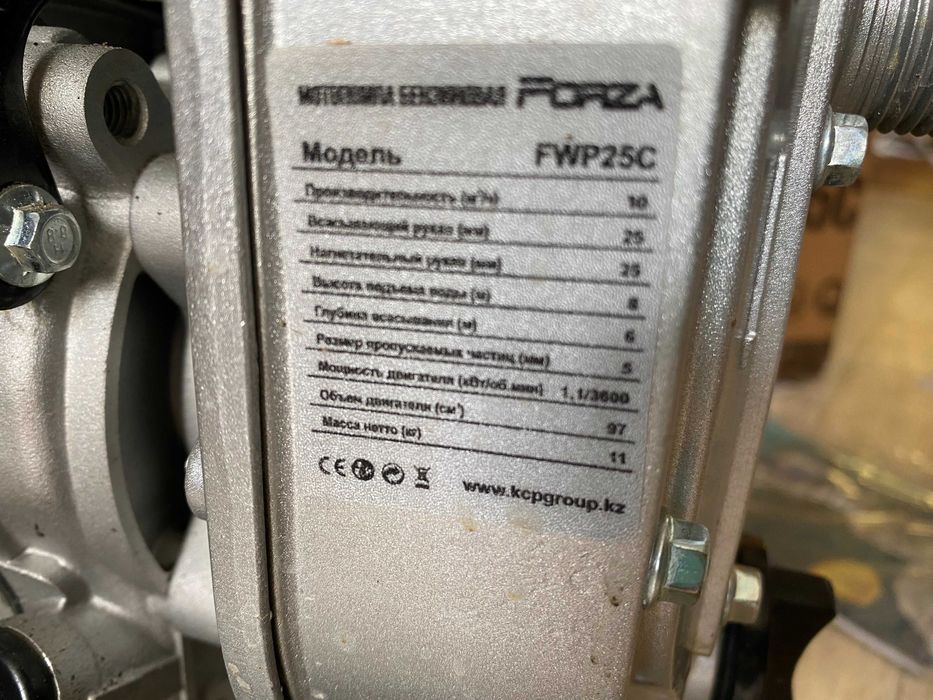 МОТОПОМПА БЕНЗИНОВАЯ FORZA
Модель FWP25C
Производительность (м³/ч) 10
Всасывающий рукав (мм) 25
Нагнетательный рукав (мм) 25
Высота подъема воды (м) 8
Глубина всасывания (м) 6
Размер пропускаемых частиц (мм) 5
Мощность двигателя (кВт/об.мин) 1,1/3600
Объем двигателя (см³) 97
Масса нетто (кг) 11
CE
www.kcpgroup.kz